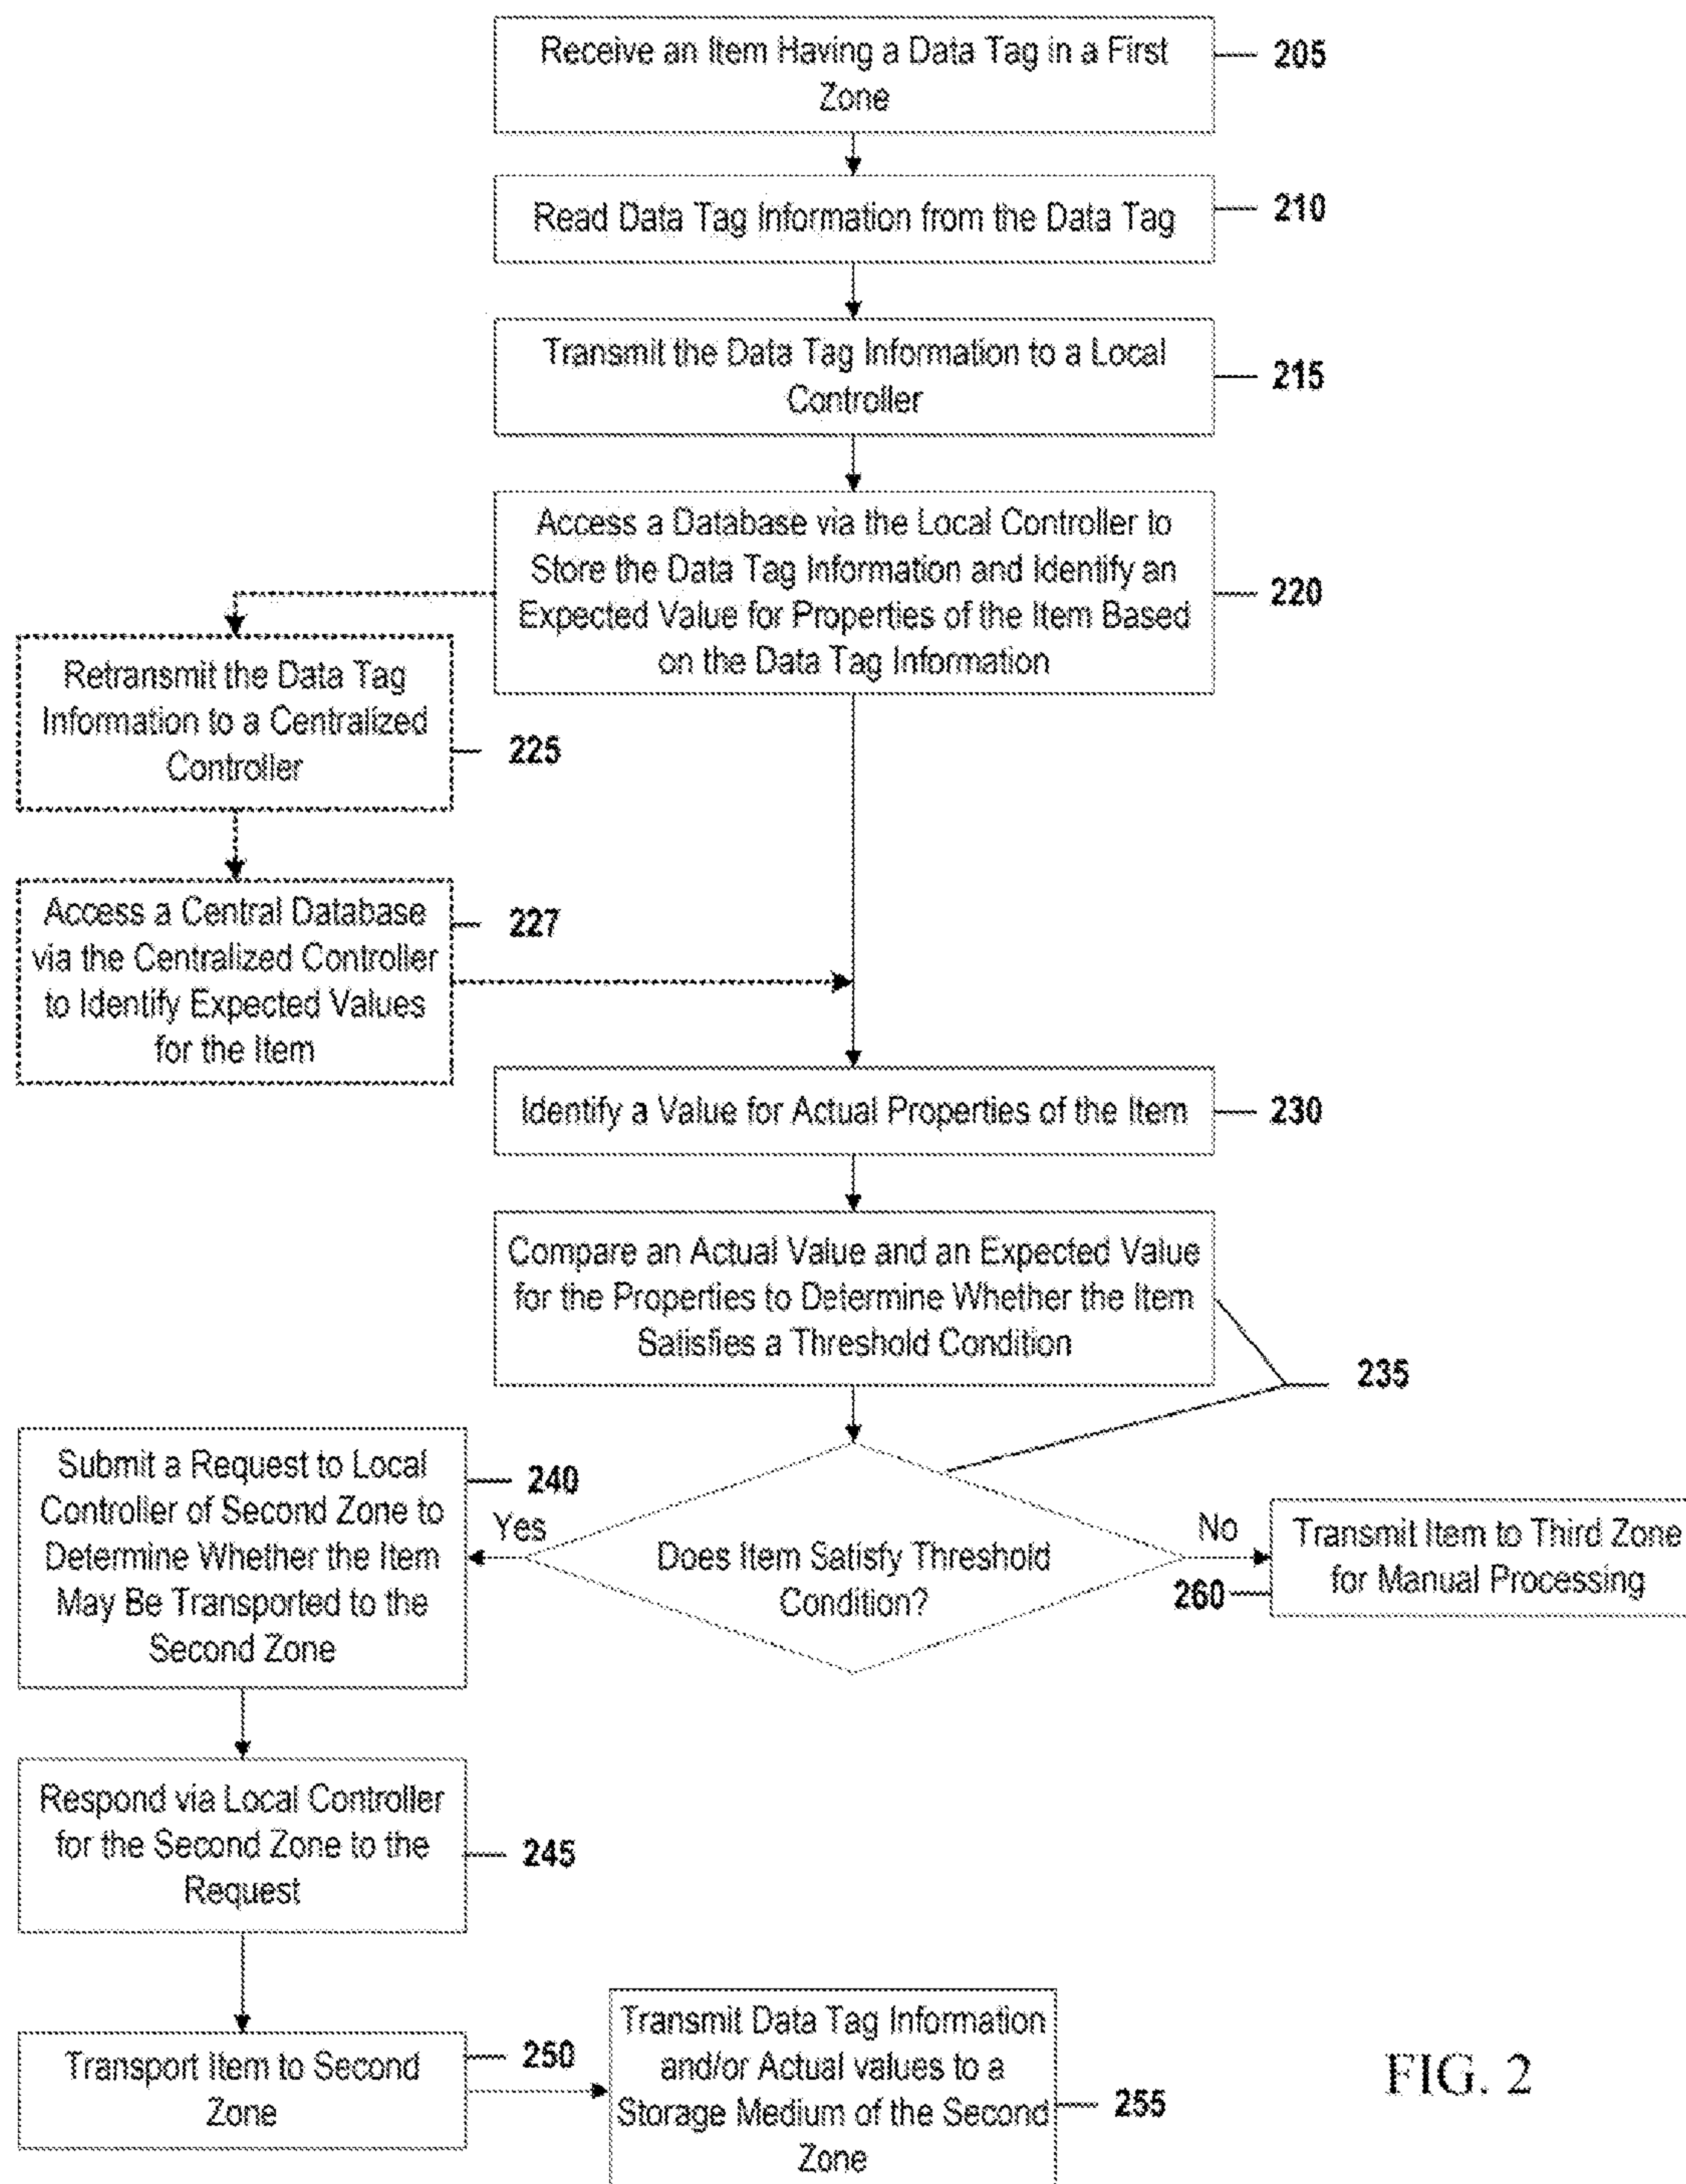 Receive an Item Having a Data Tag in a First
Zone
205
Read Data Tag Information from the Data Tag
210
Transmit the Data Tag Information to a Local
Controller
215
Access a Database via the Local Controller to
Store the Data Tag Information and Identify an
Expected Value for Properties of the Item Based
on the Data Tag Information
220
Retransmit the Data Tag
Information to a Centralized
Controller
225
Access a Central Database
via the Centralized Controller
to Identify Expected Values
for the Item
227
Identify a Value for Actual Properties of the Item
230
Compare an Actual Value and an Expected Value
for the Properties to Determine Whether the Item
Satisfies a Threshold Condition
235
Does Item Satisfy Threshold
Condition?
Yes
No
Submit a Request to Local
Controller of Second Zone to
Determine Whether the Item
May Be Transported to the
Second Zone
240
Transmit Item to Third Zone
for Manual Processing
260
Respond via Local Controller
for the Second Zone to the
Request
245
Transport Item to Second
Zone
250
Transmit Data Tag Information
and/or Actual values to a
Storage Medium of the Second
Zone
255
FIG. 2